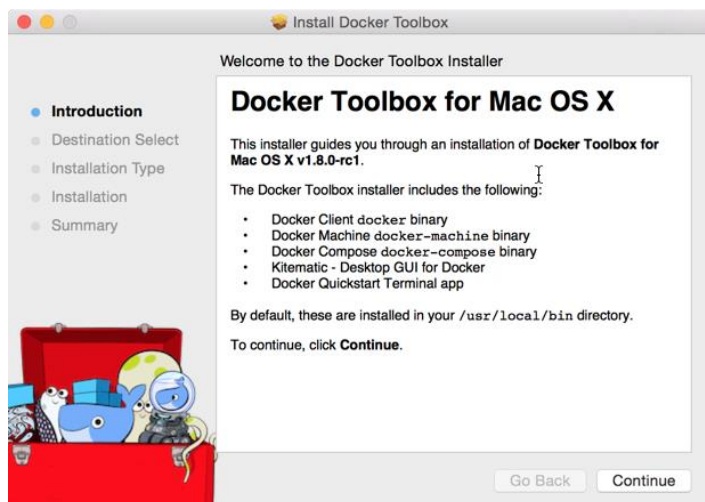 Install Docker Toolbox
Welcome to the Docker Toolbox Installer
Introduction
Destination Select
Installation Type
Installation
Summary
Docker Toolbox for Mac OS X
This installer guides you through an installation of Docker Toolbox for
Mac OS X v1.8.0-rc1.
The Docker Toolbox installer includes the following:
• Docker Client docker binary
• Docker Machine docker-machine binary
• Docker Compose docker-compose binary
• Kitematic - Desktop GUI for Docker
• Docker Quickstart Terminal app
By default, these are installed in your /usr/local/bin directory.
To continue, click Continue.
Go Back
Continue